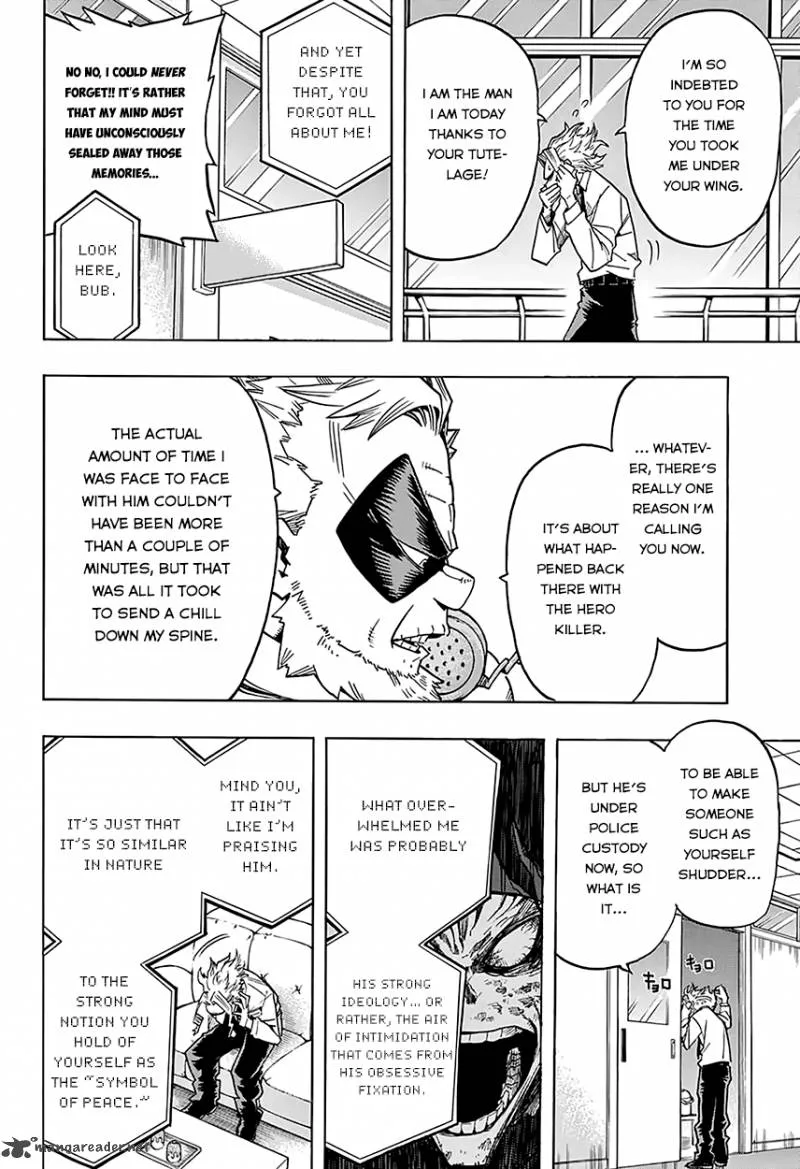 I'M SO
INDEBTED
TO YOU FOR
THE TIME
YOU TOOK
ME UNDER
YOUR WING.
I AM THE MAN
I AM TODAY
THANKS TO
YOUR TUTE-
LAGE!
AND YET
DESPITE
THAT, YOU
FORGOT ALL
ABOUT ME!
NO NO, I COULD NEVER
FORGET!! IT'S RATHER
THAT MY MIND MUST
HAVE UNCONSCIOUSLY
SEALED AWAY THOSE
MEMORIES...
LOOK
HERE,
BUB.
... WHATEV-
ER, THERE'S
REALLY ONE
REASON I'M
CALLING
YOU NOW.
IT'S ABOUT
WHAT HAP-
PENED BACK
THERE WITH
THE HERO
KILLER.
THE ACTUAL
AMOUNT OF TIME I
WAS FACE TO FACE
WITH HIM COULDN'T
HAVE BEEN MORE
THAN A COUPLE OF
MINUTES, BUT THAT
WAS ALL IT TOOK
TO SEND A CHILL
DOWN MY SPINE.
TO BE ABLE
TO MAKE
SOMEONE
SUCH AS
YOURSELF
SHUDDER...
BUT HE'S
UNDER
POLICE
CUSTODY
NOW, SO
WHAT IS
IT...
キョロ
キョロ
WHAT OVER-
WHELMED ME
WAS PROBABLY
HIS STRONG
IDEOLOGY... OR
RATHER, THE AIR
OF INTIMIDATION
THAT COMES FROM
HIS OBSESSIVE
FIXATION.
MIND YOU,
IT AIN'T
LIKE I'M
PRAISING
HIM.
IT'S JUST THAT
IT'S SO SIMILAR
IN NATURE
TO THE
STRONG
NOTION YOU
HOLD OF
YOURSELF AS
THE "SYMBOL
OF PEACE."
mangareader.net